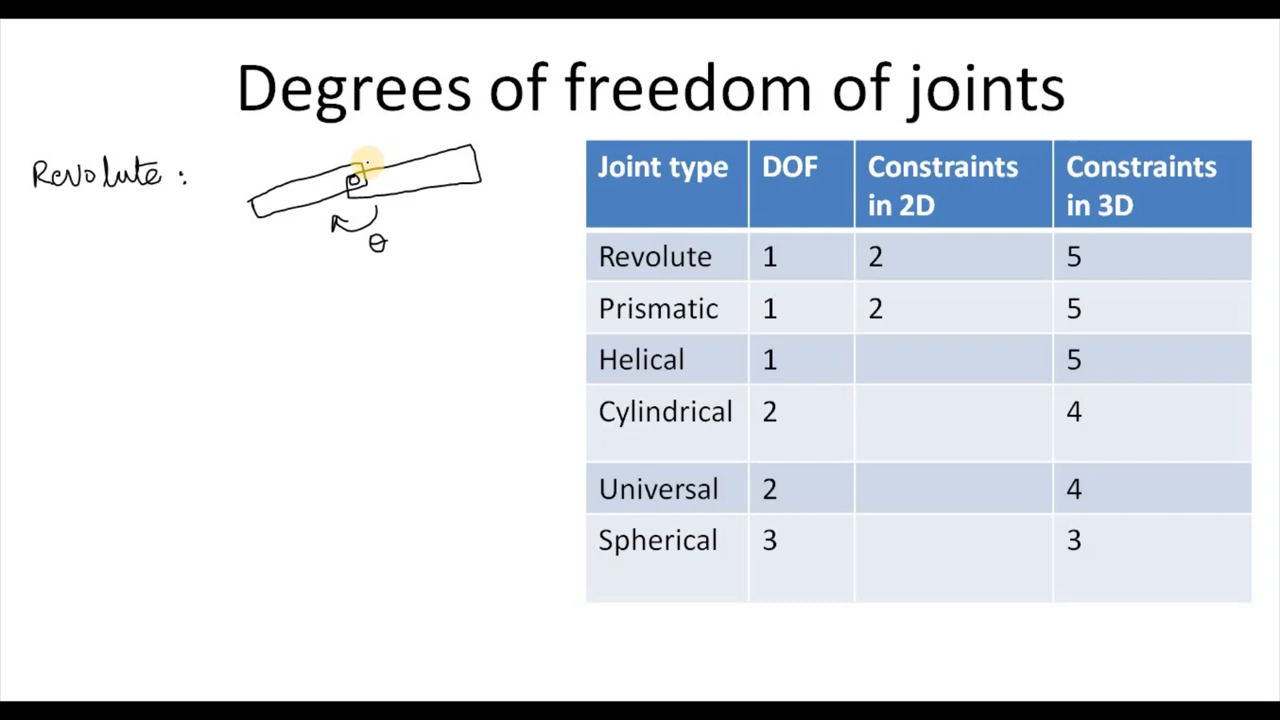 Degrees of freedom of joints
Revolute :
θ
Joint type DOF Constraints in 2D Constraints in 3D
Revolute 1 2 5
Prismatic 1 2 5
Helical 1 5
Cylindrical 2 4
Universal 2 4
Spherical 3 3